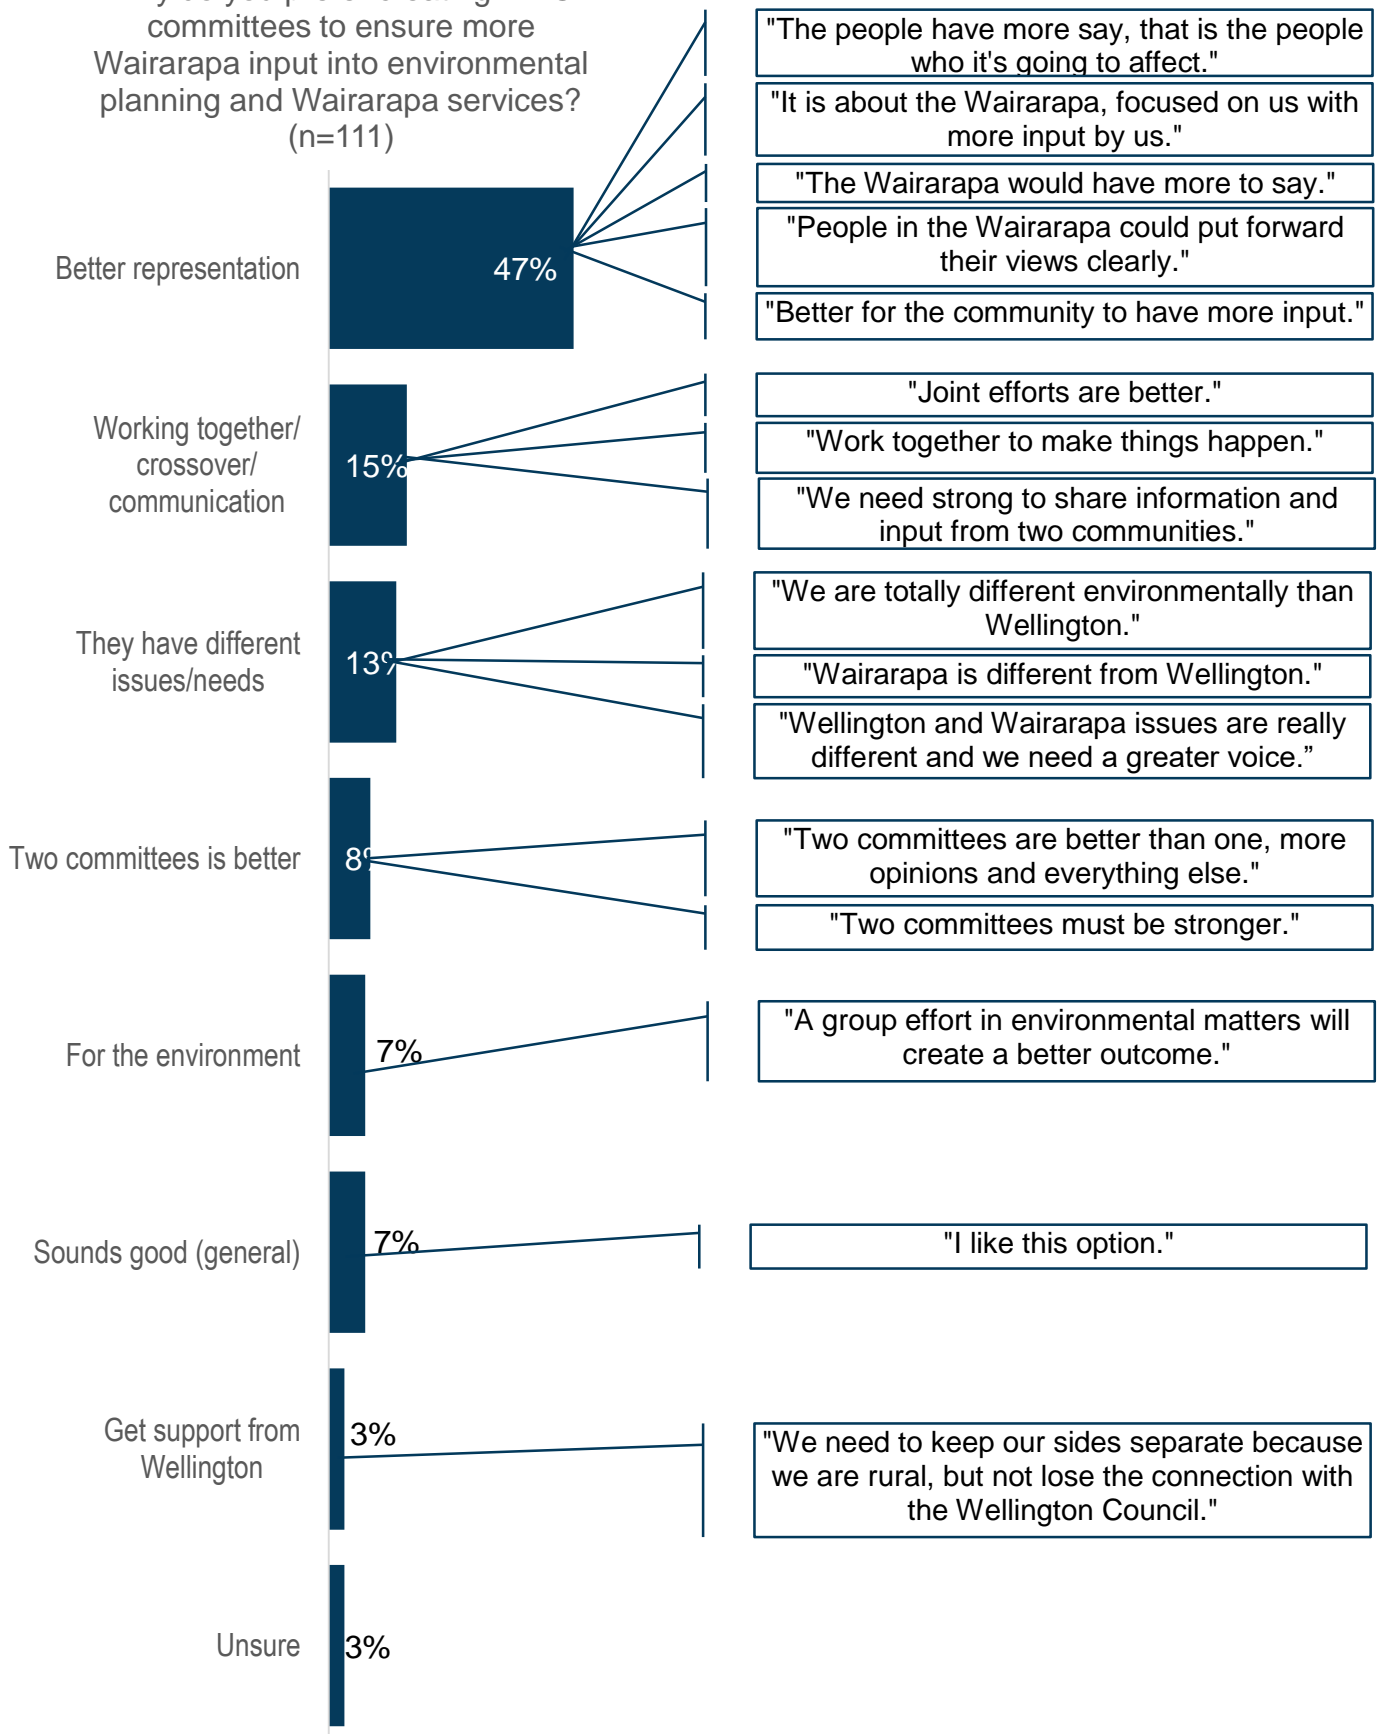 committees to ensure more
Wairarapa input into environmental
planning and Wairarapa services?
(n=111)
Better representation
47%
"The people have more say, that is the people
who it's going to affect."
"It is about the Wairarapa, focused on us with
more input by us."
"The Wairarapa would have more to say."
"People in the Wairarapa could put forward
their views clearly."
"Better for the community to have more input."
Working together/
crossover/
communication
15%
"Joint efforts are better."
"Work together to make things happen."
"We need strong to share information and
input from two communities."
They have different
issues/needs
13%
"We are totally different environmentally than
Wellington."
"Wairarapa is different from Wellington."
"Wellington and Wairarapa issues are really
different and we need a greater voice.”
Two committees is better
8%
"Two committees are better than one, more
opinions and everything else."
"Two committees must be stronger."
For the environment
7%
"A group effort in environmental matters will
create a better outcome."
Sounds good (general)
7%
"I like this option."
Get support from
Wellington
3%
"We need to keep our sides separate because
we are rural, but not lose the connection with
the Wellington Council."
Unsure
3%